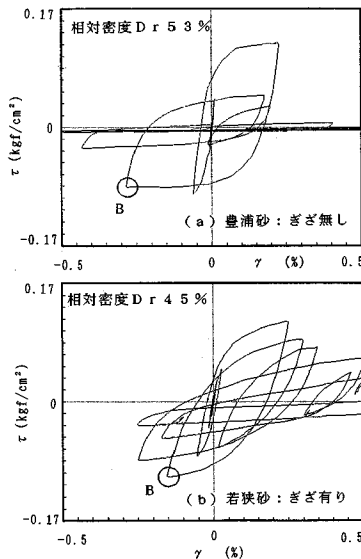 0.17
相対密度Dr53%
τ (kgf/cm²)
0
B
(a) 豊浦砂:ぎざ無し
-0.17
-0.5 0 0.5
γ (%)
0.17
相対密度Dr45%
τ (kgf/cm²)
0
B
(b) 若狭砂:ぎざ有り
-0.17
-0.5 0 0.5
γ (%)